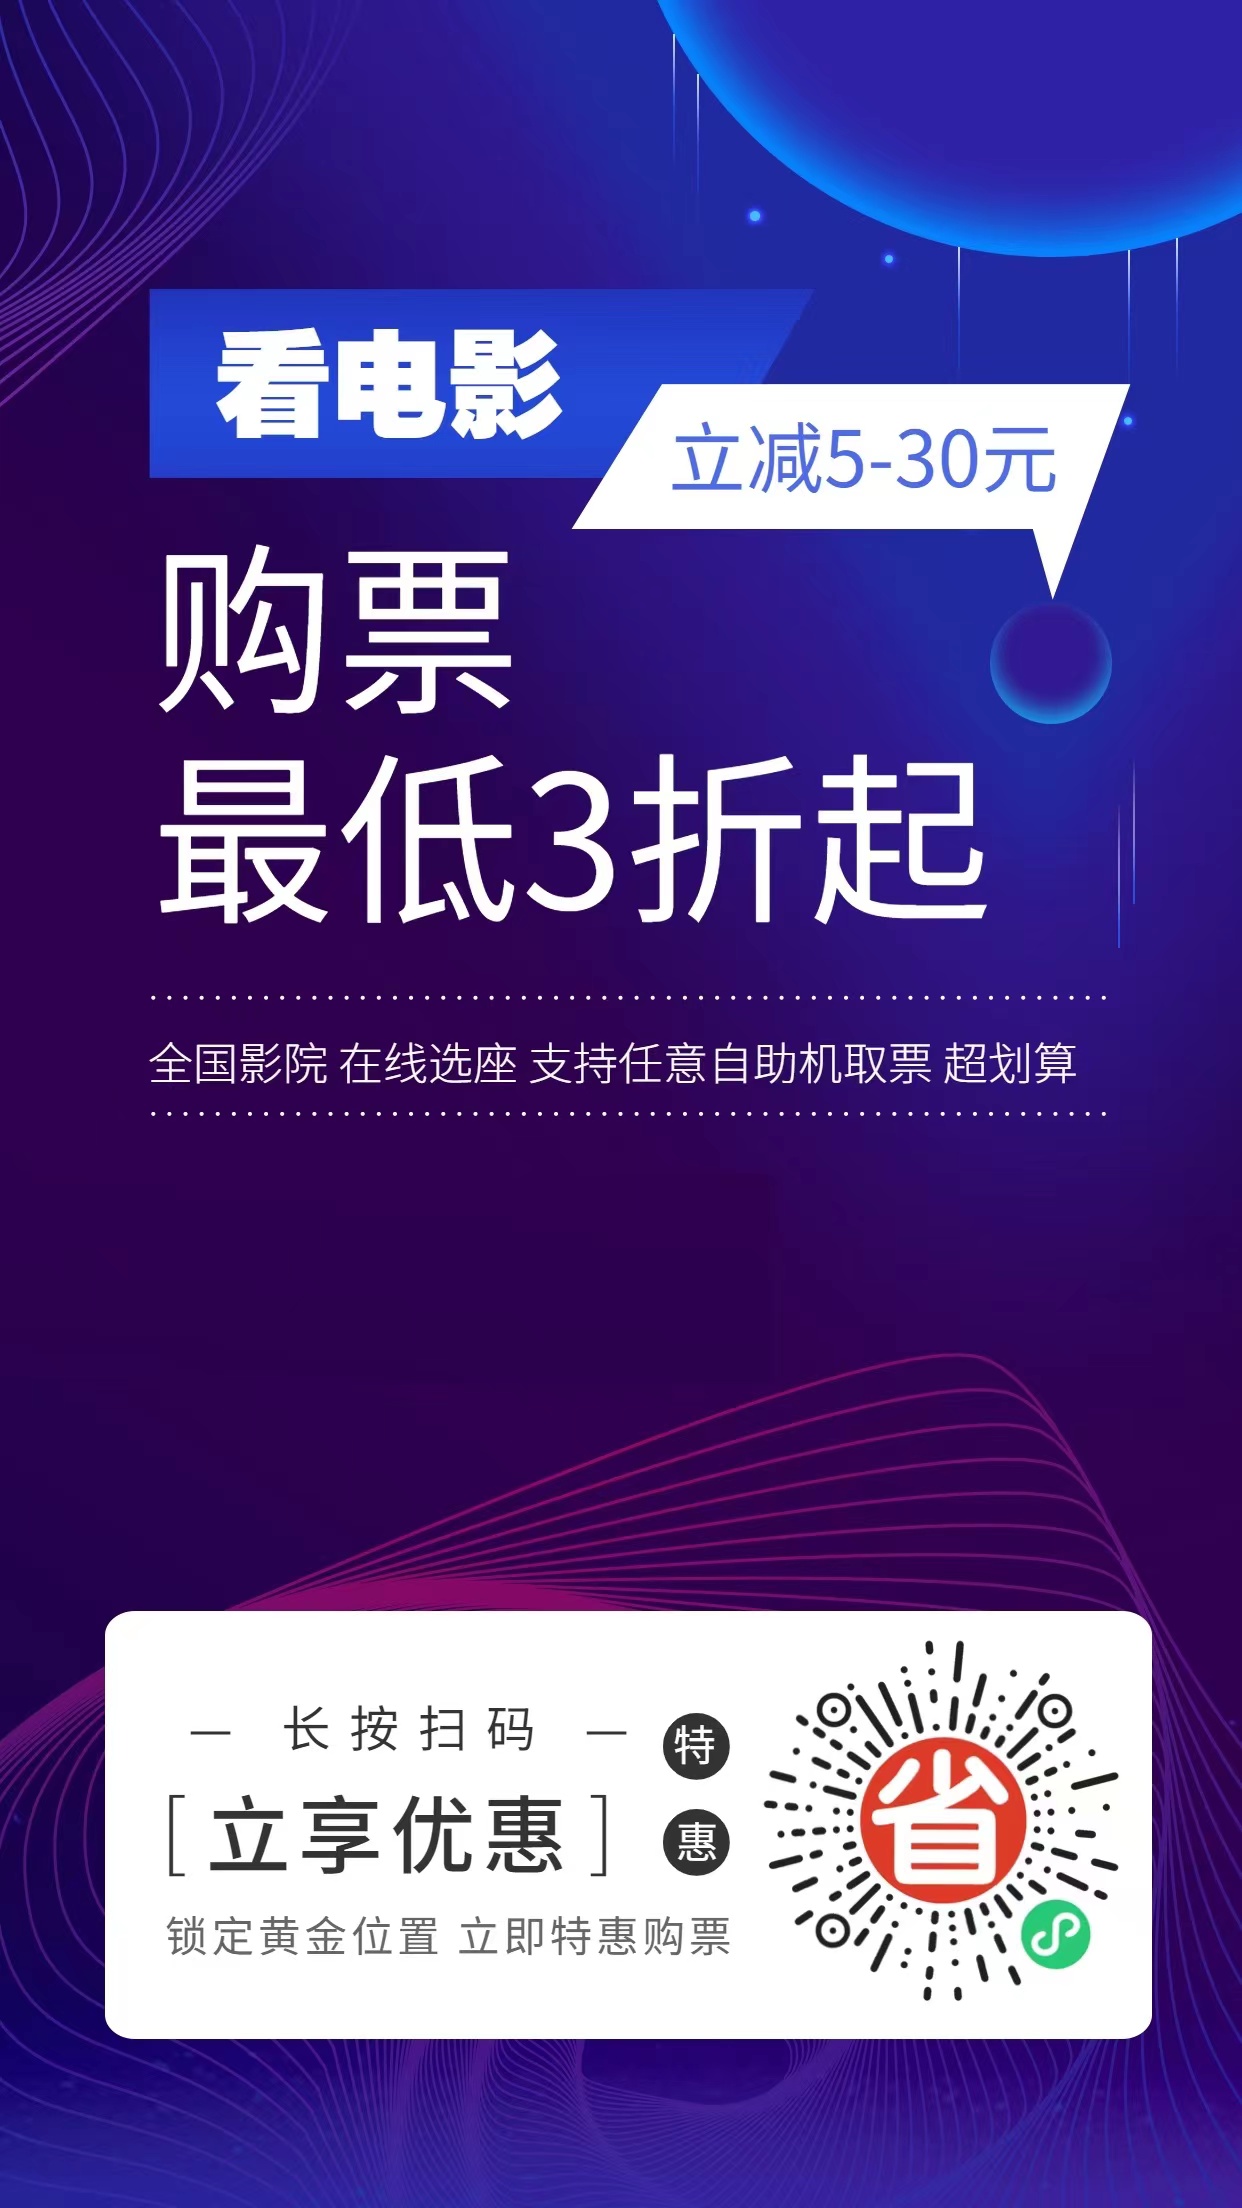 看电影
立减5-30元
购票
最低3折起
全国影院 在线选座 支持任意自助机取票 超划算
— 长按扫码 —
[立享优惠]
特惠
锁定黄金位置 立即特惠购票
省